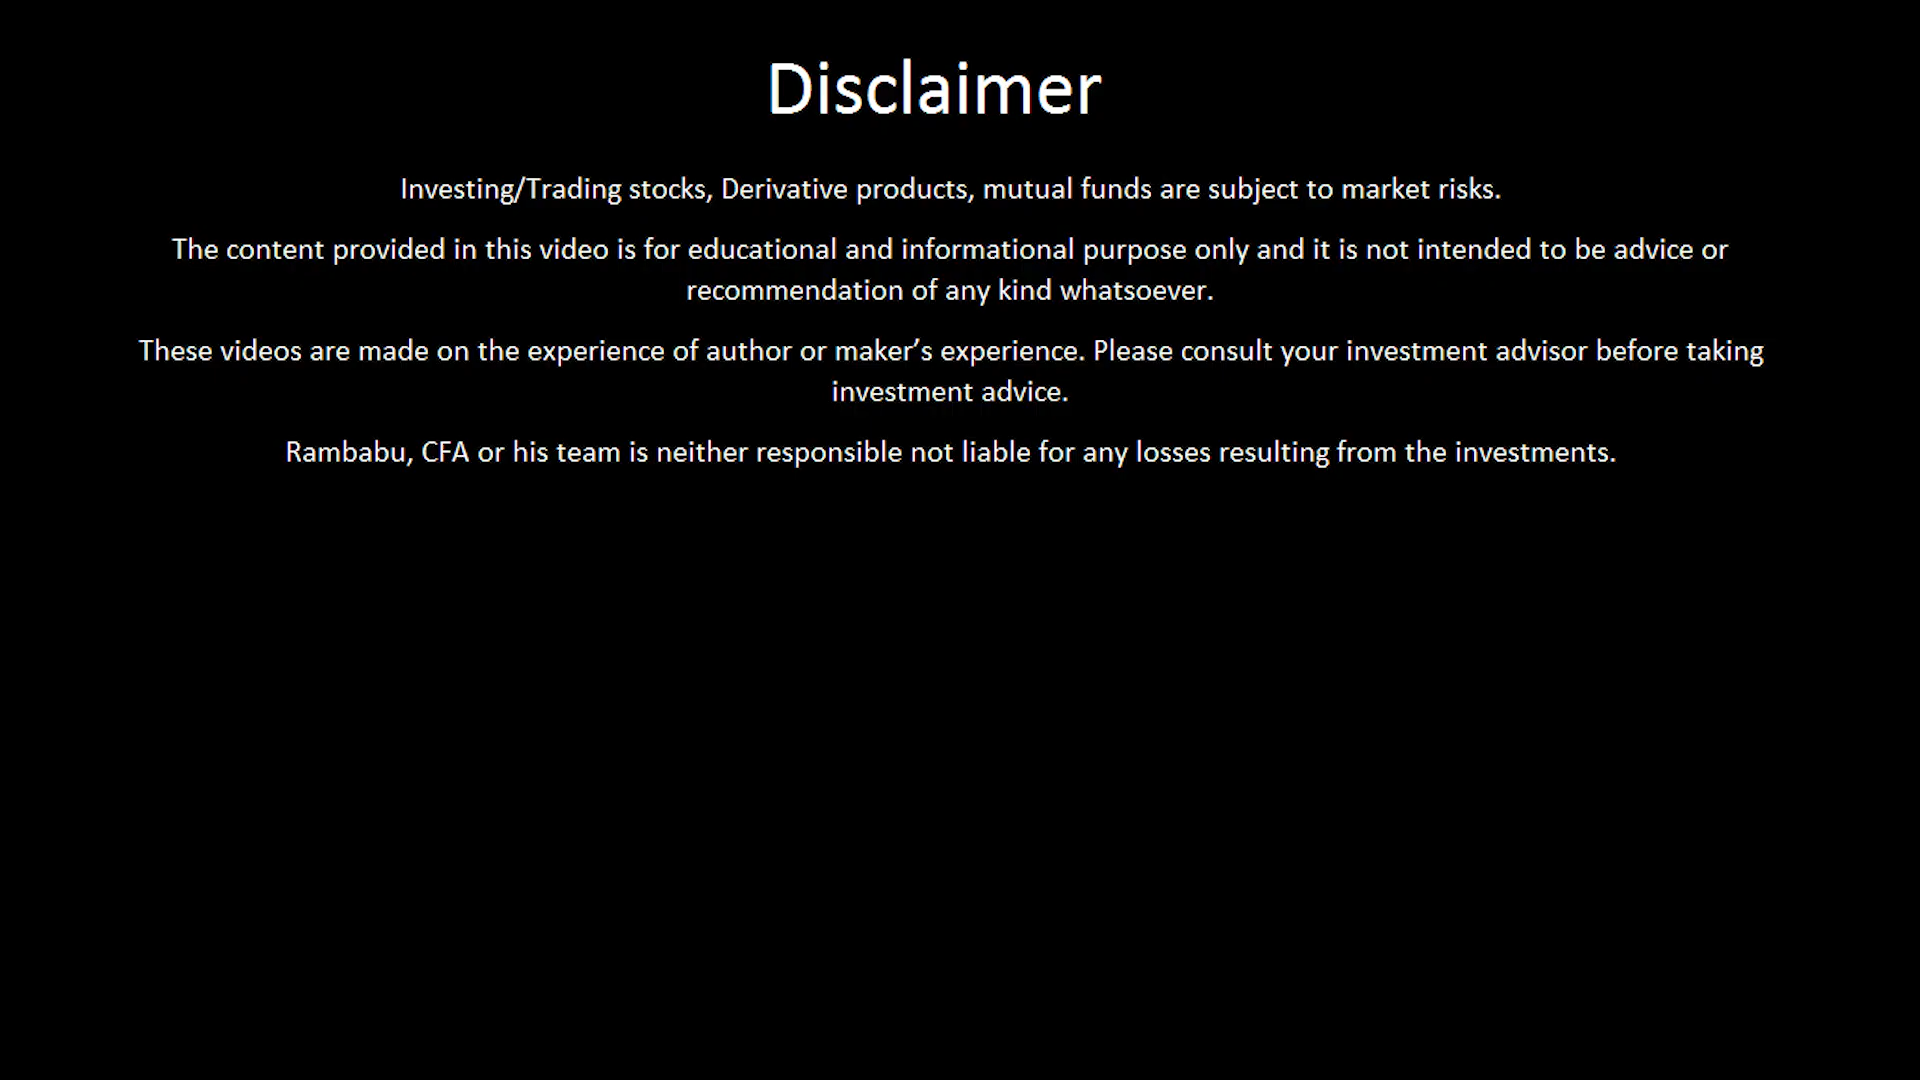 Disclaimer
Investing/Trading stocks, Derivative products, mutual funds are subject to market risks.
The content provided in this video is for educational and informational purpose only and it is not intended to be advice or
recommendation of any kind whatsoever.
These videos are made on the experience of author or maker’s experience. Please consult your investment advisor before taking
investment advice.
Rambabu, CFA or his team is neither responsible not liable for any losses resulting from the investments.